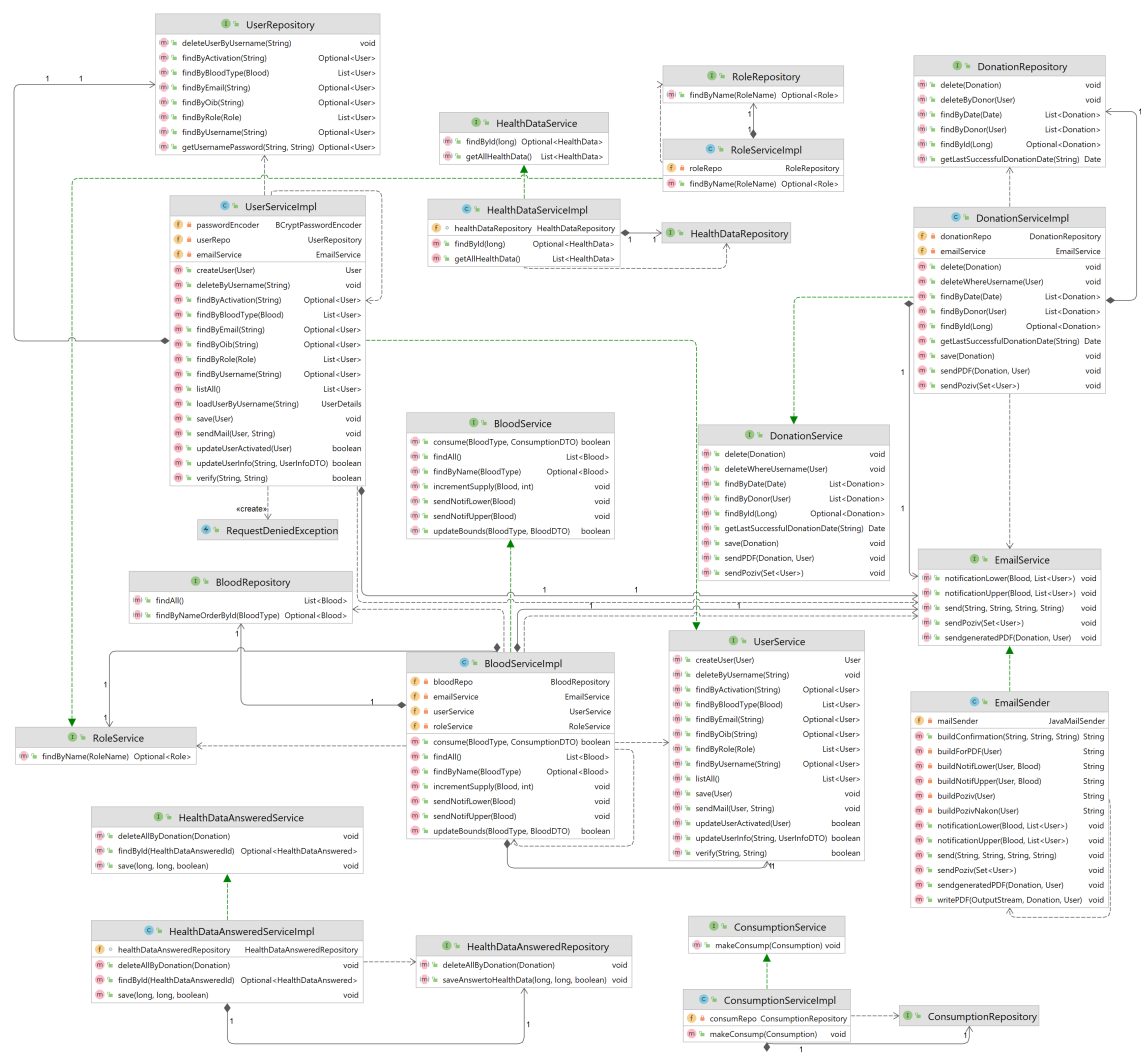 UserRepository
deleteUserByUsername(String) void
findByActivation(String) Optional<User>
findByBloodType(Blood) List<User>
findByEmail(String) Optional<User>
findByOib(String) Optional<User>
findByRole(Role) List<User>
findByUsername(String) Optional<User>
getUsernamePassword(String, String) Optional<User>
1 1
RoleRepository
findByName(RoleName) Optional<Role>
1
1
RoleServiceImpl
roleRepo RoleRepository
findByName(RoleName) Optional<Role>
DonationRepository
delete(Donation) void
deleteByDonor(User) void
findByDate(Date) List<Donation>
findByDonor(User) List<Donation>
findById(Long) Optional<Donation>
getLastSuccessfulDonationDate(String) Date
1
HealthDataService
findById(long) Optional<HealthData>
getAllHealthData() List<HealthData>
HealthDataServiceImpl
healthDataRepository HealthDataRepository
findById(long) Optional<HealthData>
getAllHealthData() List<HealthData>
1 1
HealthDataRepository
UserServiceImpl
passwordEncoder BCryptPasswordEncoder
userRepo UserRepository
emailService EmailService
createUser(User) User
deleteByUsername(String) void
findByActivation(String) Optional<User>
findByBloodType(Blood) List<User>
findByEmail(String) Optional<User>
findByOib(String) Optional<User>
findByRole(Role) List<User>
findByUsername(String) Optional<User>
listAll() List<User>
loadUserByUsername(String) UserDetails
save(User) void
sendMail(User, String) void
updateUserActivated(User) boolean
updateUserInfo(String, UserInfoDTO) boolean
verify(String, String) boolean
«create»
RequestDeniedException
DonationServiceImpl
donationRepo DonationRepository
emailService EmailService
delete(Donation) void
deleteWhereUsername(User) void
findByDate(Date) List<Donation>
findByDonor(User) List<Donation>
findById(Long) Optional<Donation>
getLastSuccessfulDonationDate(String) Date
save(Donation) void
sendPDF(Donation, User) void
sendPoziv(Set<User>) void
1
1
BloodService
consume(BloodType, ConsumptionDTO) boolean
findAll() List<Blood>
findByName(BloodType) Optional<Blood>
incrementSupply(Blood, int) void
sendNotifLower(Blood) void
sendNotifUpper(Blood) void
updateBounds(BloodType, BloodDTO) boolean
DonationService
delete(Donation) void
deleteWhereUsername(User) void
findByDate(Date) List<Donation>
findByDonor(User) List<Donation>
findById(Long) Optional<Donation>
getLastSuccessfulDonationDate(String) Date
save(Donation) void
sendPDF(Donation, User) void
sendPoziv(Set<User>) void
BloodRepository
findAll() List<Blood>
findByNameOrderById(BloodType) Optional<Blood>
1
1
1 1
1 1
EmailService
notificationLower(Blood, List<User>) void
notificationUpper(Blood, List<User>) void
send(String, String, String, String) void
sendPoziv(Set<User>) void
sendgeneratedPDF(Donation, User) void
BloodServiceImpl
bloodRepo BloodRepository
emailService EmailService
userService UserService
roleService RoleService
consume(BloodType, ConsumptionDTO) boolean
findAll() List<Blood>
findByName(BloodType) Optional<Blood>
incrementSupply(Blood, int) void
sendNotifLower(Blood) void
sendNotifUpper(Blood) void
updateBounds(BloodType, BloodDTO) boolean
UserService
createUser(User) User
deleteByUsername(String) void
findByActivation(String) Optional<User>
findByBloodType(Blood) List<User>
findByEmail(String) Optional<User>
findByOib(String) Optional<User>
findByRole(Role) List<User>
findByUsername(String) Optional<User>
listAll() List<User>
save(User) void
sendMail(User, String) void
updateUserActivated(User) boolean
updateUserInfo(String, UserInfoDTO) boolean
verify(String, String) boolean
11
1
1
RoleService
findByName(RoleName) Optional<Role>
EmailSender
mailSender JavaMailSender
buildConfirmation(String, String, String) String
buildForPDF(User) String
buildNotifLower(User, Blood) String
buildNotifUpper(User, Blood) String
buildPoziv(User) String
buildPozivNakon(User) String
notificationLower(Blood, List<User>) void
notificationUpper(Blood, List<User>) void
send(String, String, String, String) void
sendPoziv(Set<User>) void
sendgeneratedPDF(Donation, User) void
writePDF(OutputStream, Donation, User) void
HealthDataAnsweredService
deleteAllByDonation(Donation) void
findById(HealthDataAnsweredId) Optional<HealthDataAnswered>
save(long, long, boolean) void
HealthDataAnsweredServiceImpl
healthDataAnsweredRepository HealthDataAnsweredRepository
deleteAllByDonation(Donation) void
findById(HealthDataAnsweredId) Optional<HealthDataAnswered>
save(long, long, boolean) void
1 1
HealthDataAnsweredRepository
deleteAllByDonation(Donation) void
saveAnswertoHealthData(long, long, boolean) void
ConsumptionService
makeConsump(Consumption) void
ConsumptionServiceImpl
consumRepo ConsumptionRepository
makeConsump(Consumption) void
1 1
ConsumptionRepository